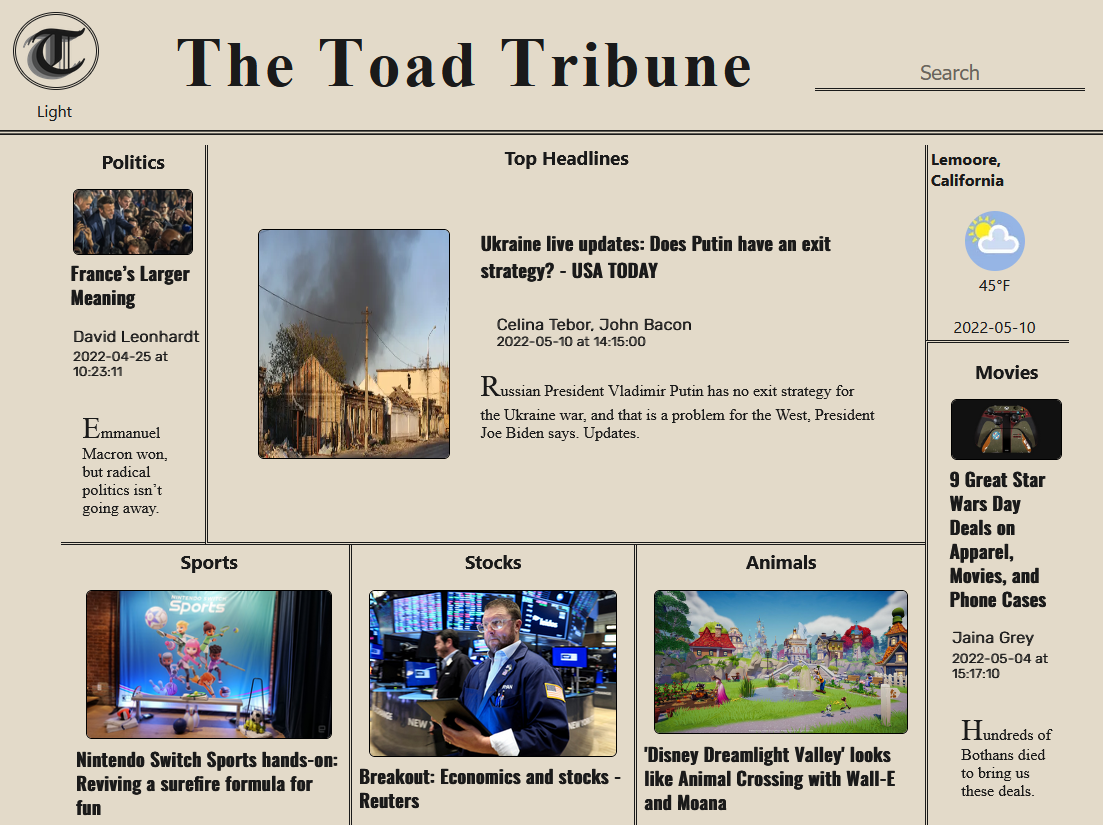 T
The Toad Tribune
Search
Light
Politics
France’s Larger
Meaning
David Leonhardt
2022-04-25 at
10:23:11
Emmanuel
Macron won,
but radical
politics isn’t
going away.
Top Headlines
Ukraine live updates: Does Putin have an exit
strategy? - USA TODAY
Celina Tebor, John Bacon
2022-05-10 at 14:15:00
Russian President Vladimir Putin has no exit strategy for
the Ukraine war, and that is a problem for the West, President
Joe Biden says. Updates.
Lemoore,
California
45°F
2022-05-10
Movies
9 Great Star
Wars Day
Deals on
Apparel,
Movies, and
Phone Cases
Jaina Grey
2022-05-04 at
15:17:10
Hundreds of
Bothans died
to bring us
these deals.
Sports
NINTENDO SWITCH
Sports
Nintendo Switch Sports hands-on:
Reviving a surefire formula for
fun
Stocks
NEW
Breakout: Economics and stocks -
Reuters
Animals
'Disney Dreamlight Valley' looks
like Animal Crossing with Wall-E
and Moana